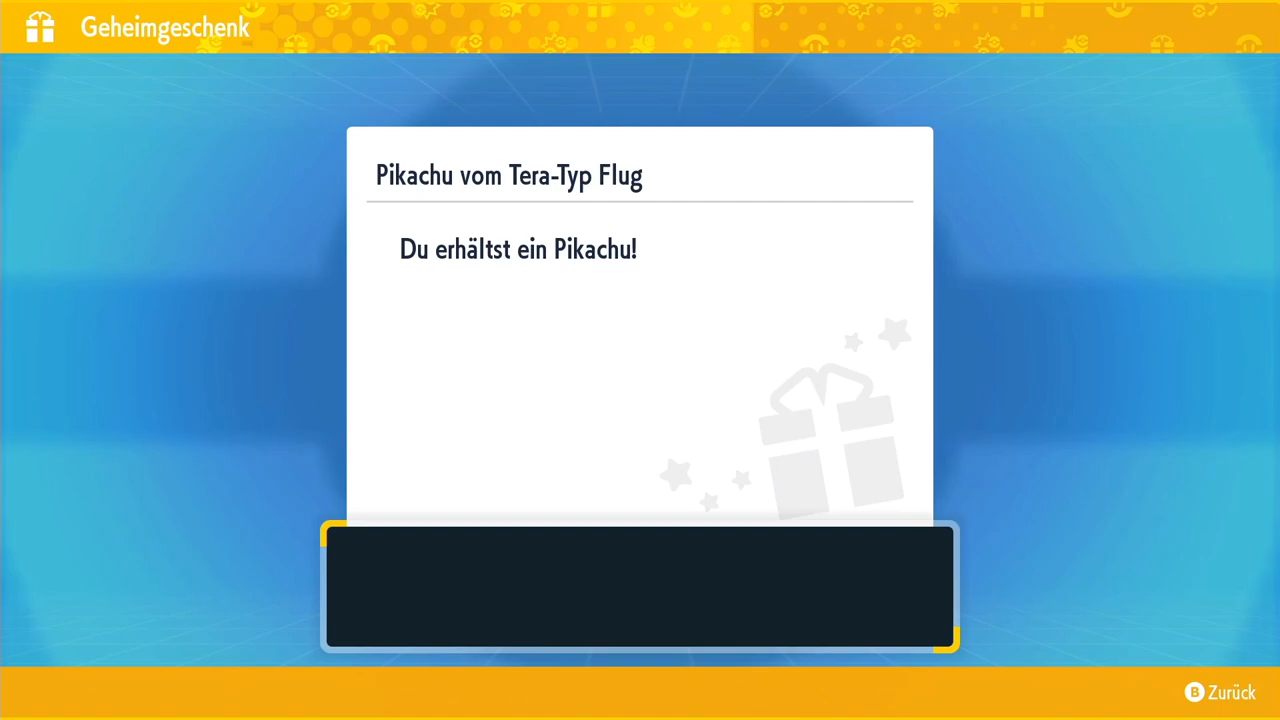 Geheimgeschenk
Pikachu vom Tera-Typ Flug
Du erhältst ein Pikachu!
B Zurück